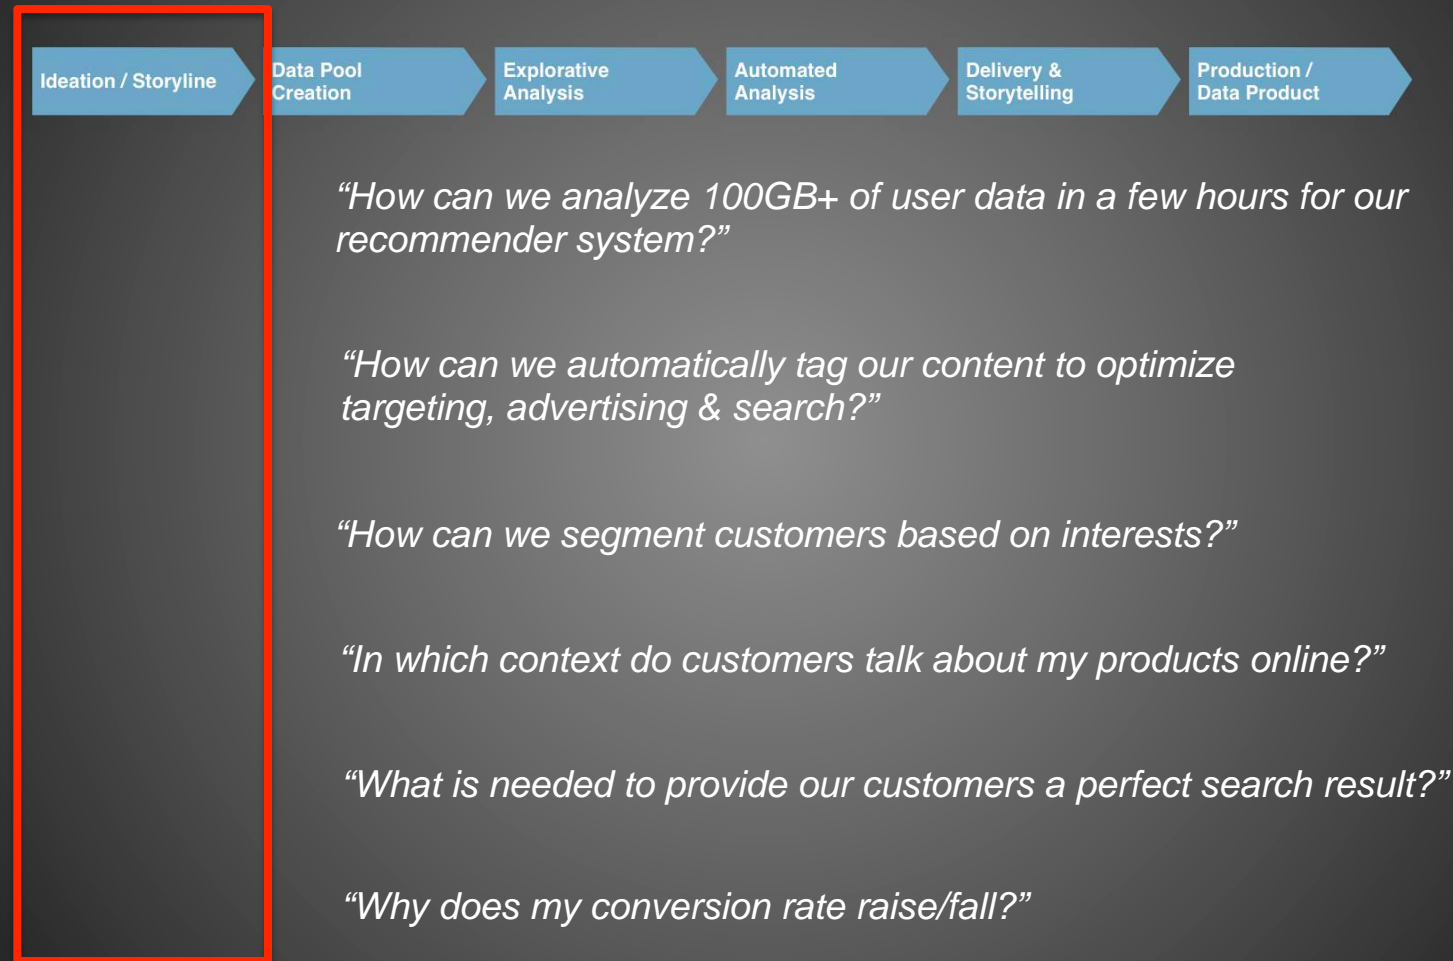 Ideation / Storyline
Data Pool
Creation
Explorative
Analysis
Automated
Analysis
Delivery &
Storytelling
Production /
Data Product
“How can we analyze 100GB+ of user data in a few hours for our
recommender system?”
“How can we automatically tag our content to optimize
targeting, advertising & search?”
“How can we segment customers based on interests?”
“In which context do customers talk about my products online?”
“What is needed to provide our customers a perfect search result?”
“Why does my conversion rate raise/fall?”